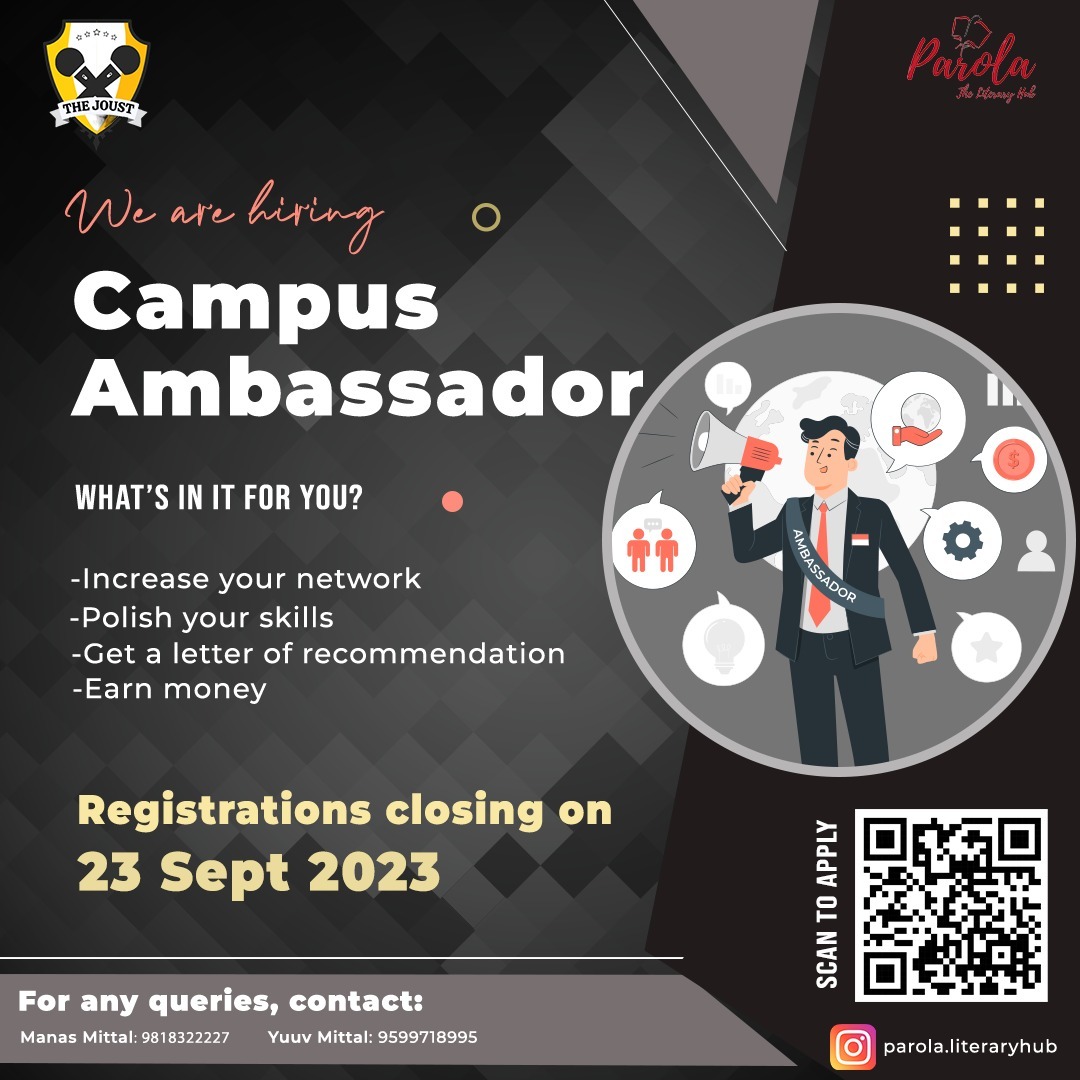 THE JOUST
Parola
The Literary Hub
We are hiring
Campus
Ambassador
WHAT'S IN IT FOR YOU?
-Increase your network
-Polish your skills
-Get a letter of recommendation
-Earn money
AMBASSADOR
$
Registrations closing on
23 Sept 2023
SCAN TO APPLY
For any queries, contact:
Manas Mittal: 9818322227 Yuuv Mittal: 9599718995
parola.literaryhub